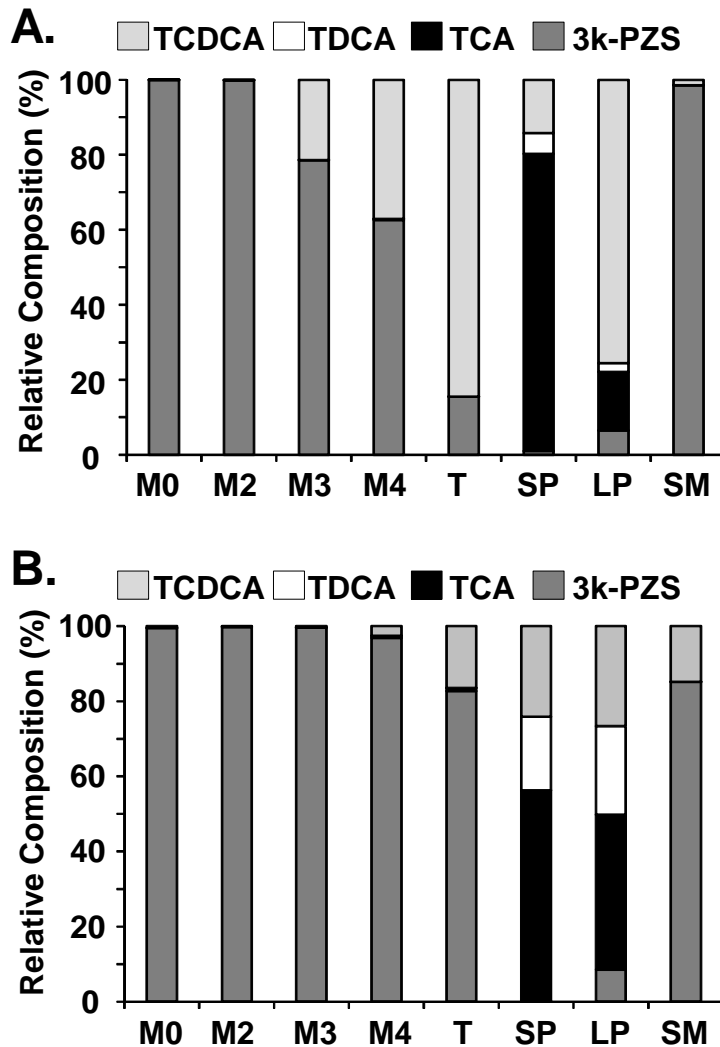 A.
TCDCA TDCA TCA 3k-PZS
Relative Composition (%)
100
80
60
40
20
0
M0 M2 M3 M4 T SP LP SM
B.
TCDCA TDCA TCA 3k-PZS
Relative Composition (%)
100
80
60
40
20
0
M0 M2 M3 M4 T SP LP SM